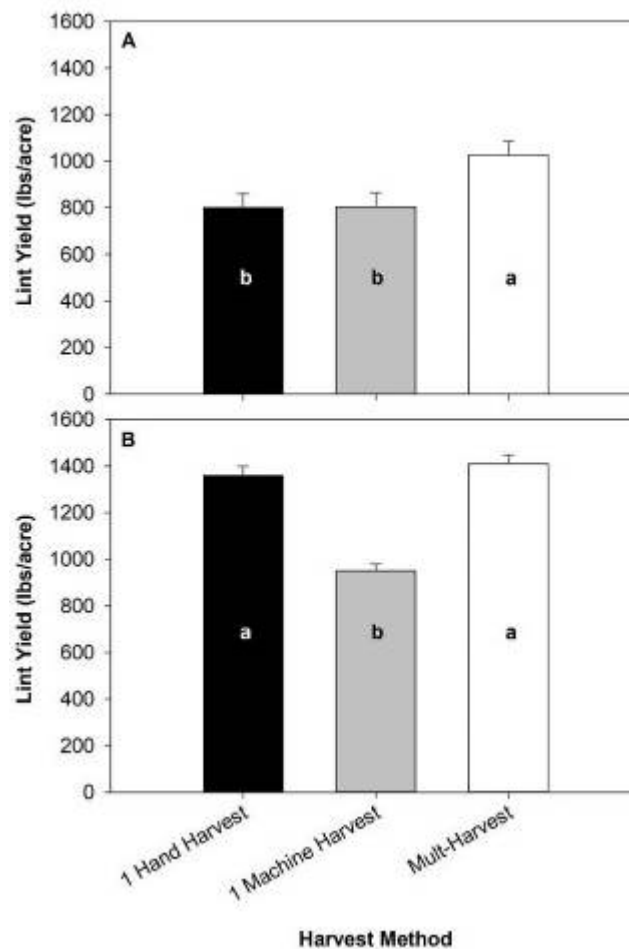 A
1600
1400
1200
1000
800
600
400
200
0
Lint Yield (lbs/acre)
b
b
a
B
1600
1400
1200
1000
800
600
400
200
0
Lint Yield (lbs/acre)
a
b
a
1 Hand Harvest
1 Machine Harvest
Mult-Harvest
Harvest Method